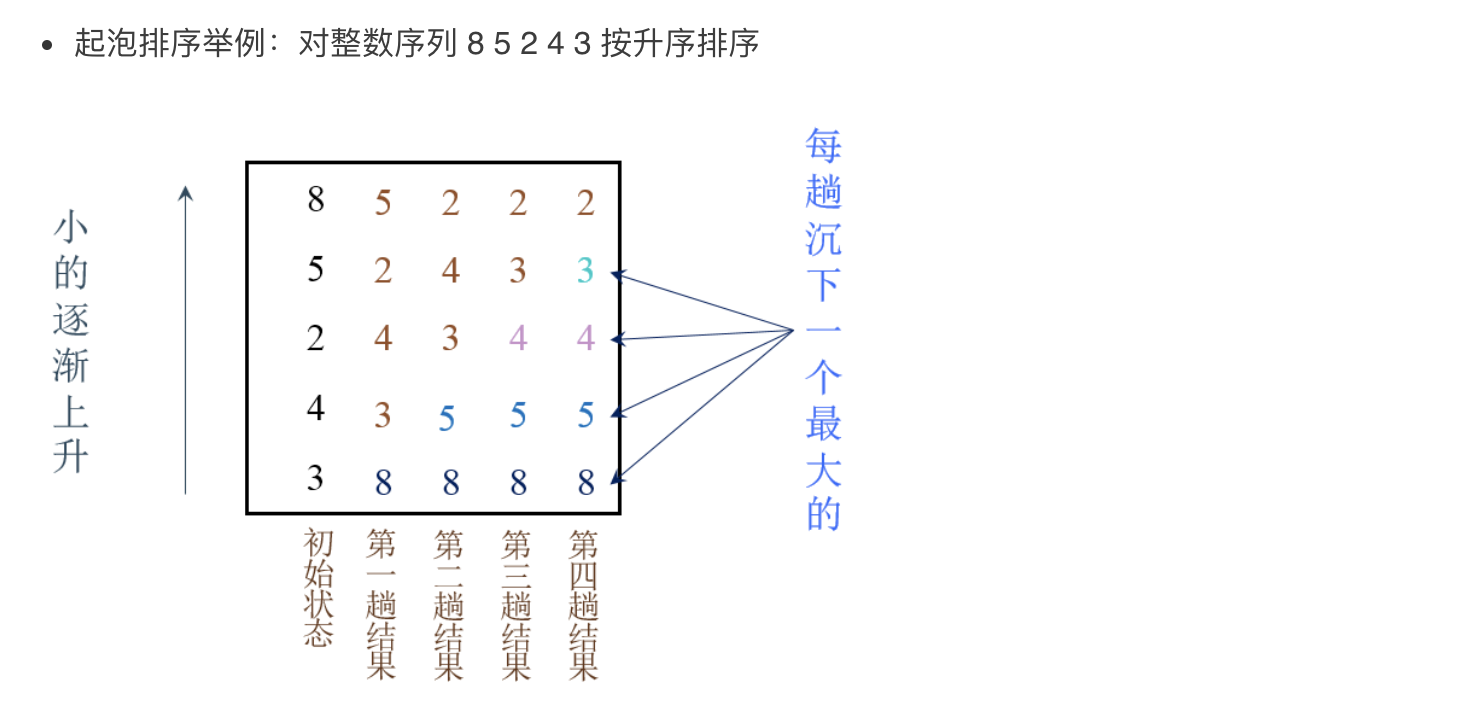 起泡排序举例：对整数序列 8 5 2 4 3 按升序排序
小的逐渐上升
8 5 2 2 2
5 2 4 3 3
2 4 3 4 4
4 3 5 5 5
3 8 8 8 8
初始状态
第一趟结果
第二趟结果
第三趟结果
第四趟结果
每趟沉下一个最大的